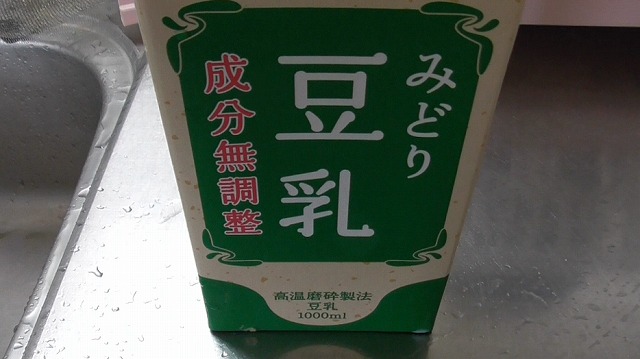 みどり
豆乳
成分無調整
高温磨砕製法
豆乳
1000ml